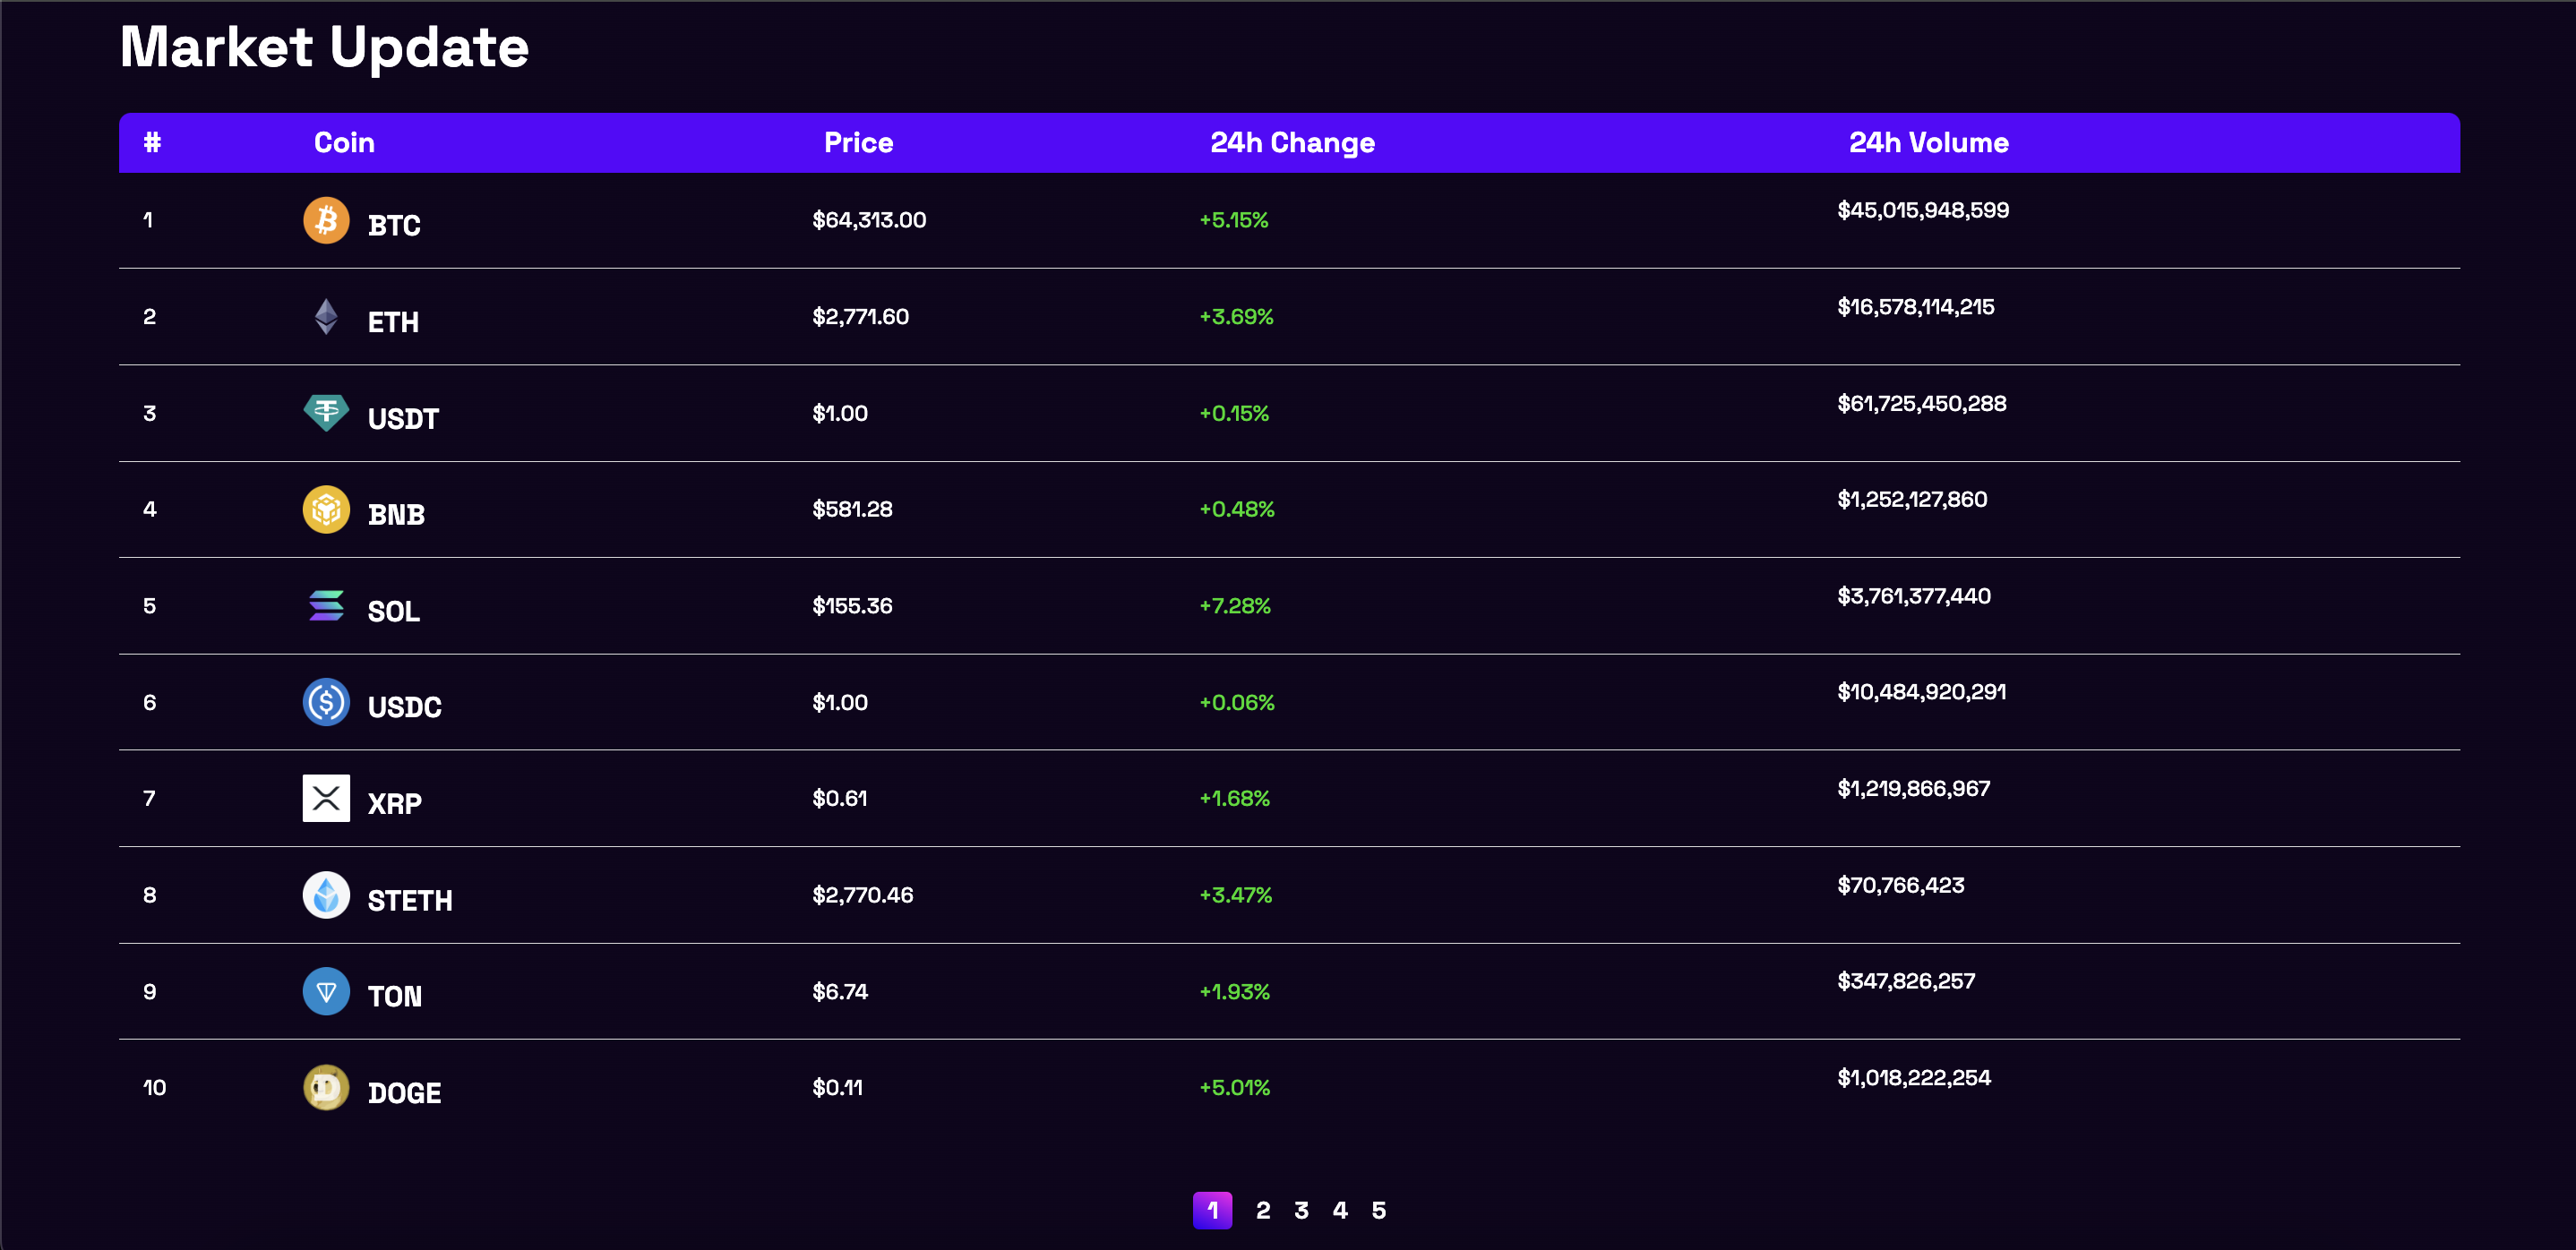 Market Update
# Coin Price 24h Change 24h Volume
1 BTC $64,313.00 +5.15% $45,015,948,599
2 ETH $2,771.60 +3.69% $16,578,114,215
3 USDT $1.00 +0.15% $61,725,450,288
4 BNB $581.28 +0.48% $1,252,127,860
5 SOL $155.36 +7.28% $3,761,377,440
6 USDC $1.00 +0.06% $10,484,920,291
7 XRP $0.61 +1.68% $1,219,866,967
8 STETH $2,770.46 +3.47% $70,766,423
9 TON $6.74 +1.93% $347,826,257
10 DOGE $0.11 +5.01% $1,018,222,254
1 2 3 4 5